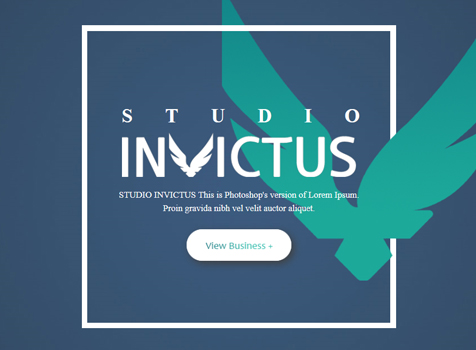 STUDIO
INVICTUS
STUDIO INVICTUS This is Photoshop's version of Lorem Ipsum.
Proin gravida nibh vel velit auctor aliquet.
View Business +